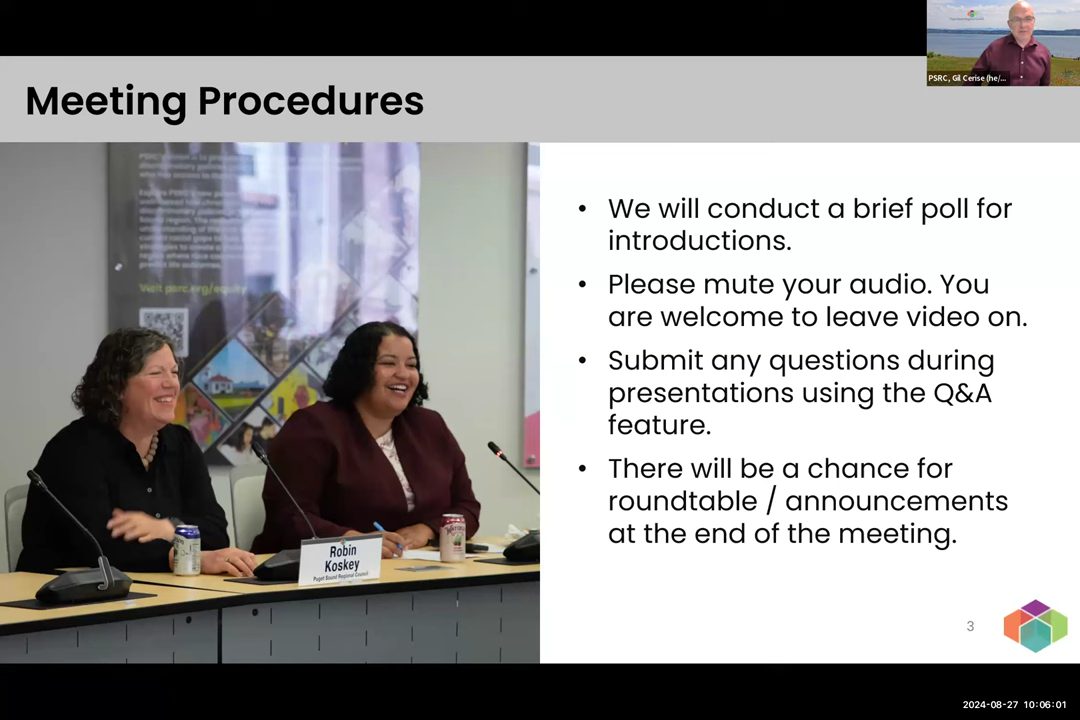 Meeting Procedures
PSRC, Gil Cerise (he/...
Visit psrc.org/equity
Robin
Koskey
Puget Sound Regional Council
• We will conduct a brief poll for
introductions.
• Please mute your audio. You
are welcome to leave video on.
• Submit any questions during
presentations using the Q&A
feature.
• There will be a chance for
roundtable / announcements
at the end of the meeting.
3
2024-08-27 10:06:01